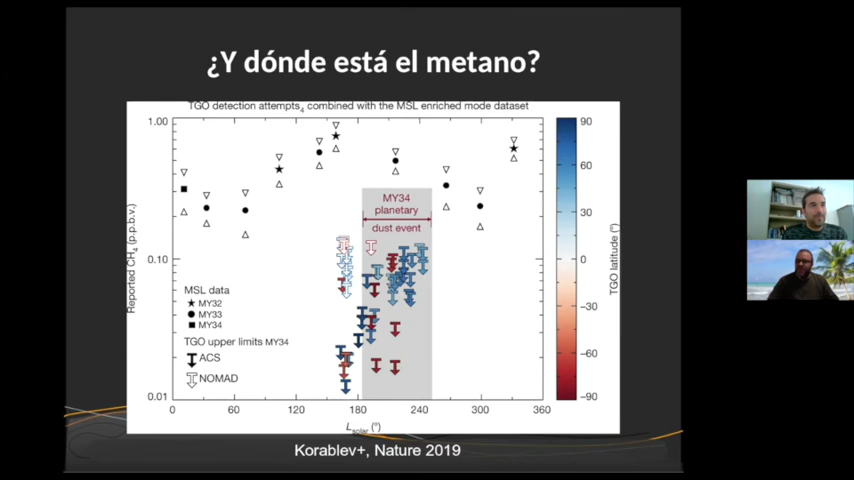 ¿Y dónde está el metano?
TGO detection attempts₄ combined with the MSL enriched mode dataset
1.00
0.10
0.01
Reported CH₄ (p.p.b.v.)
MY34
planetary
dust event
MSL data
MY32
MY33
MY34
TGO upper limits MY34
ACS
NOMAD
0
60
120
180
240
300
360
Lsolar (°)
90
60
30
0
−30
−60
−90
TGO latitude (°)
Korablev+, Nature 2019